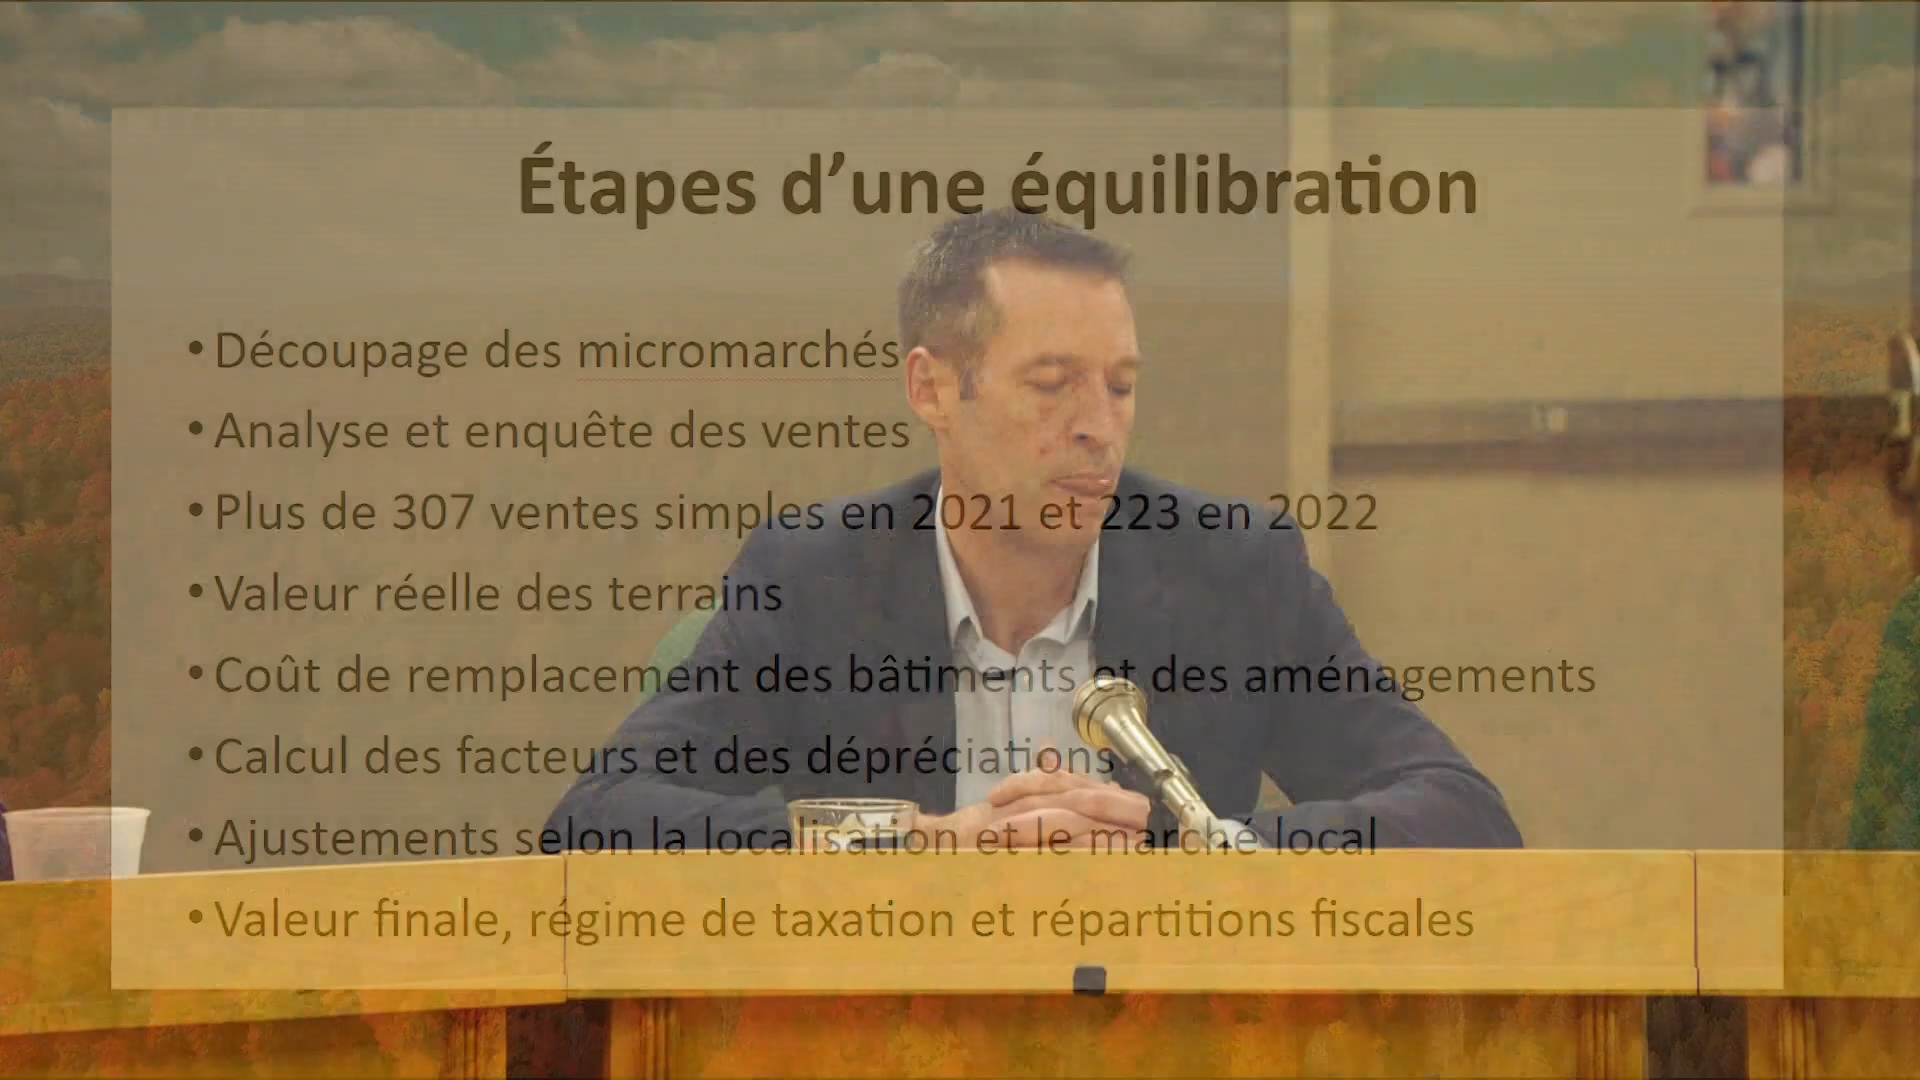 Étapes d’une équilibration
• Découpage des micromarchés
• Analyse et enquête des ventes
• Plus de 307 ventes simples en 2021 et 223 en 2022
• Valeur réelle des terrains
• Coût de remplacement des bâtiments et des aménagements
• Calcul des facteurs et des dépréciations
• Ajustements selon la localisation et le marché local
• Valeur finale, régime de taxation et répartitions fiscales